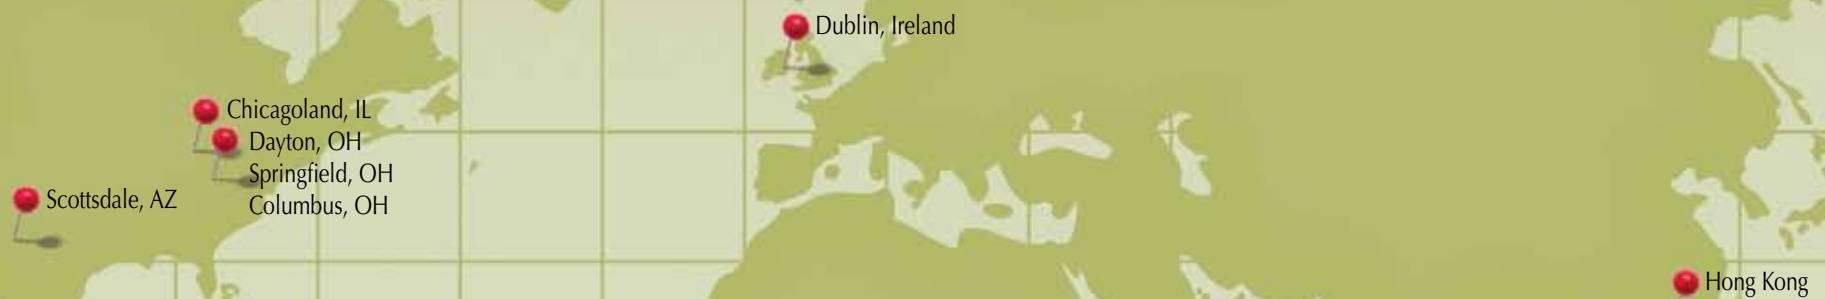 Dublin, Ireland
Chicagoland, IL
Dayton, OH
Springfield, OH
Columbus, OH
Scottsdale, AZ
Hong Kong